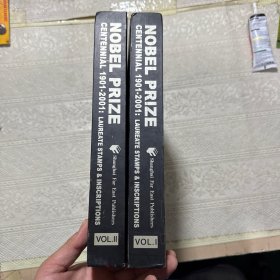 NOBEL PRIZE
CENTENNIAL 1901-2001: LAUREATE STAMPS & INSCRIPTIONS
Shanghai Far East Publishers
VOL.II
NOBEL PRIZE
CENTENNIAL 1901-2001: LAUREATE STAMPS & INSCRIPTIONS
Shanghai Far East Publishers
VOL.I